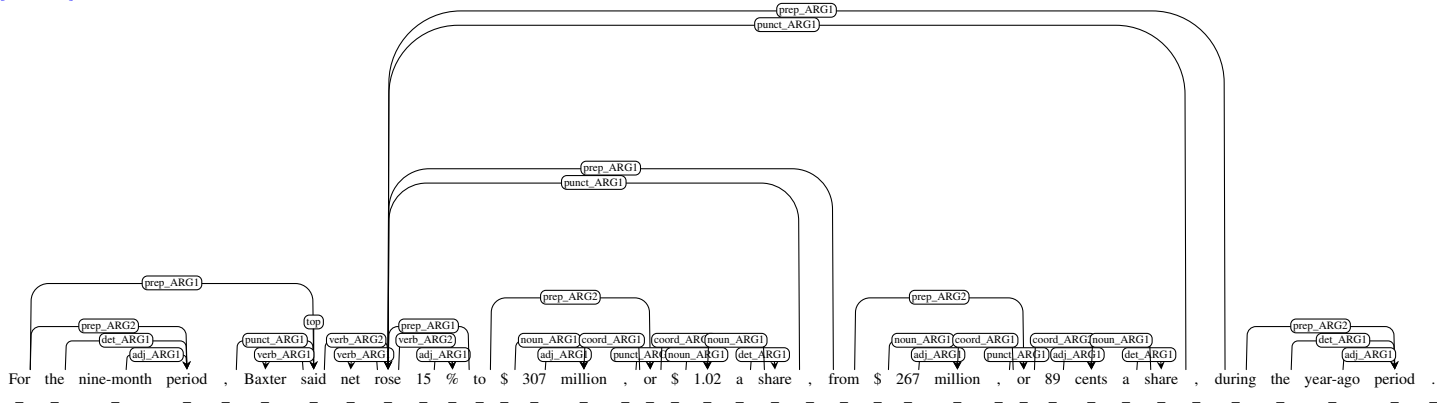 prep_ARG1
punct_ARG1
prep_ARG1
punct_ARG1
prep_ARG1
prep_ARG2 prep_ARG2
top
prep_ARG2 prep_ARG1 prep_ARG2
det_ARG1 punct_ARG1 verb_ARG2 verb_ARG2 noun_ARG1 coord_ARG1 noun_ARG1 noun_ARG1 coord_ARG1 noun_ARG1 det_ARG1
adj_ARG1 verb_ARG1 adj_ARG1 adj_ARG1 noun_ARG1 det_ARG1 adj_ARG1 punct_ARG1 adj_ARG1 det_ARG1 adj_ARG1
For the nine-month period , Baxter said net rose 15 % to $ 307 million , or $ 1.02 a share , from $ 267 million , or 89 cents a share , during the year-ago period .